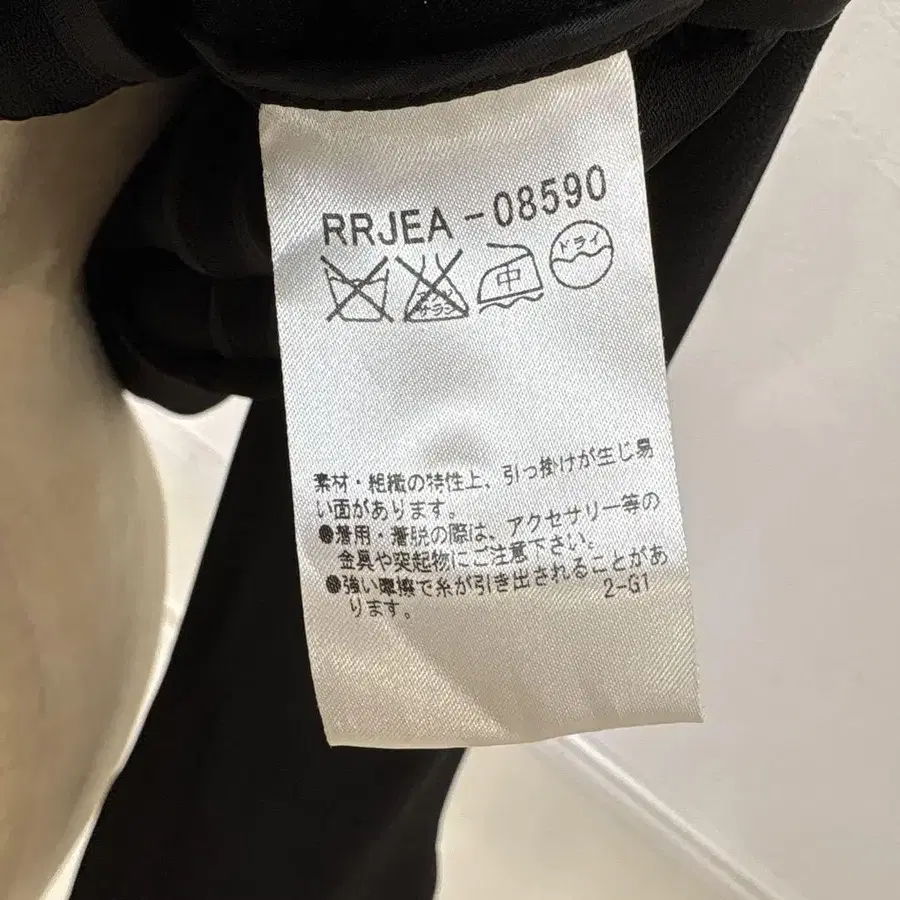 RRJEA-08590
中 ドライ
素材・組織の特性上、引っ掛けが生じ易
い面があります。
●着用・着脱の際は、アクセサリー等の
金具や突起物にご注意下さい。
●強い摩擦で糸が引き出されることがあ
ります。
2-G1